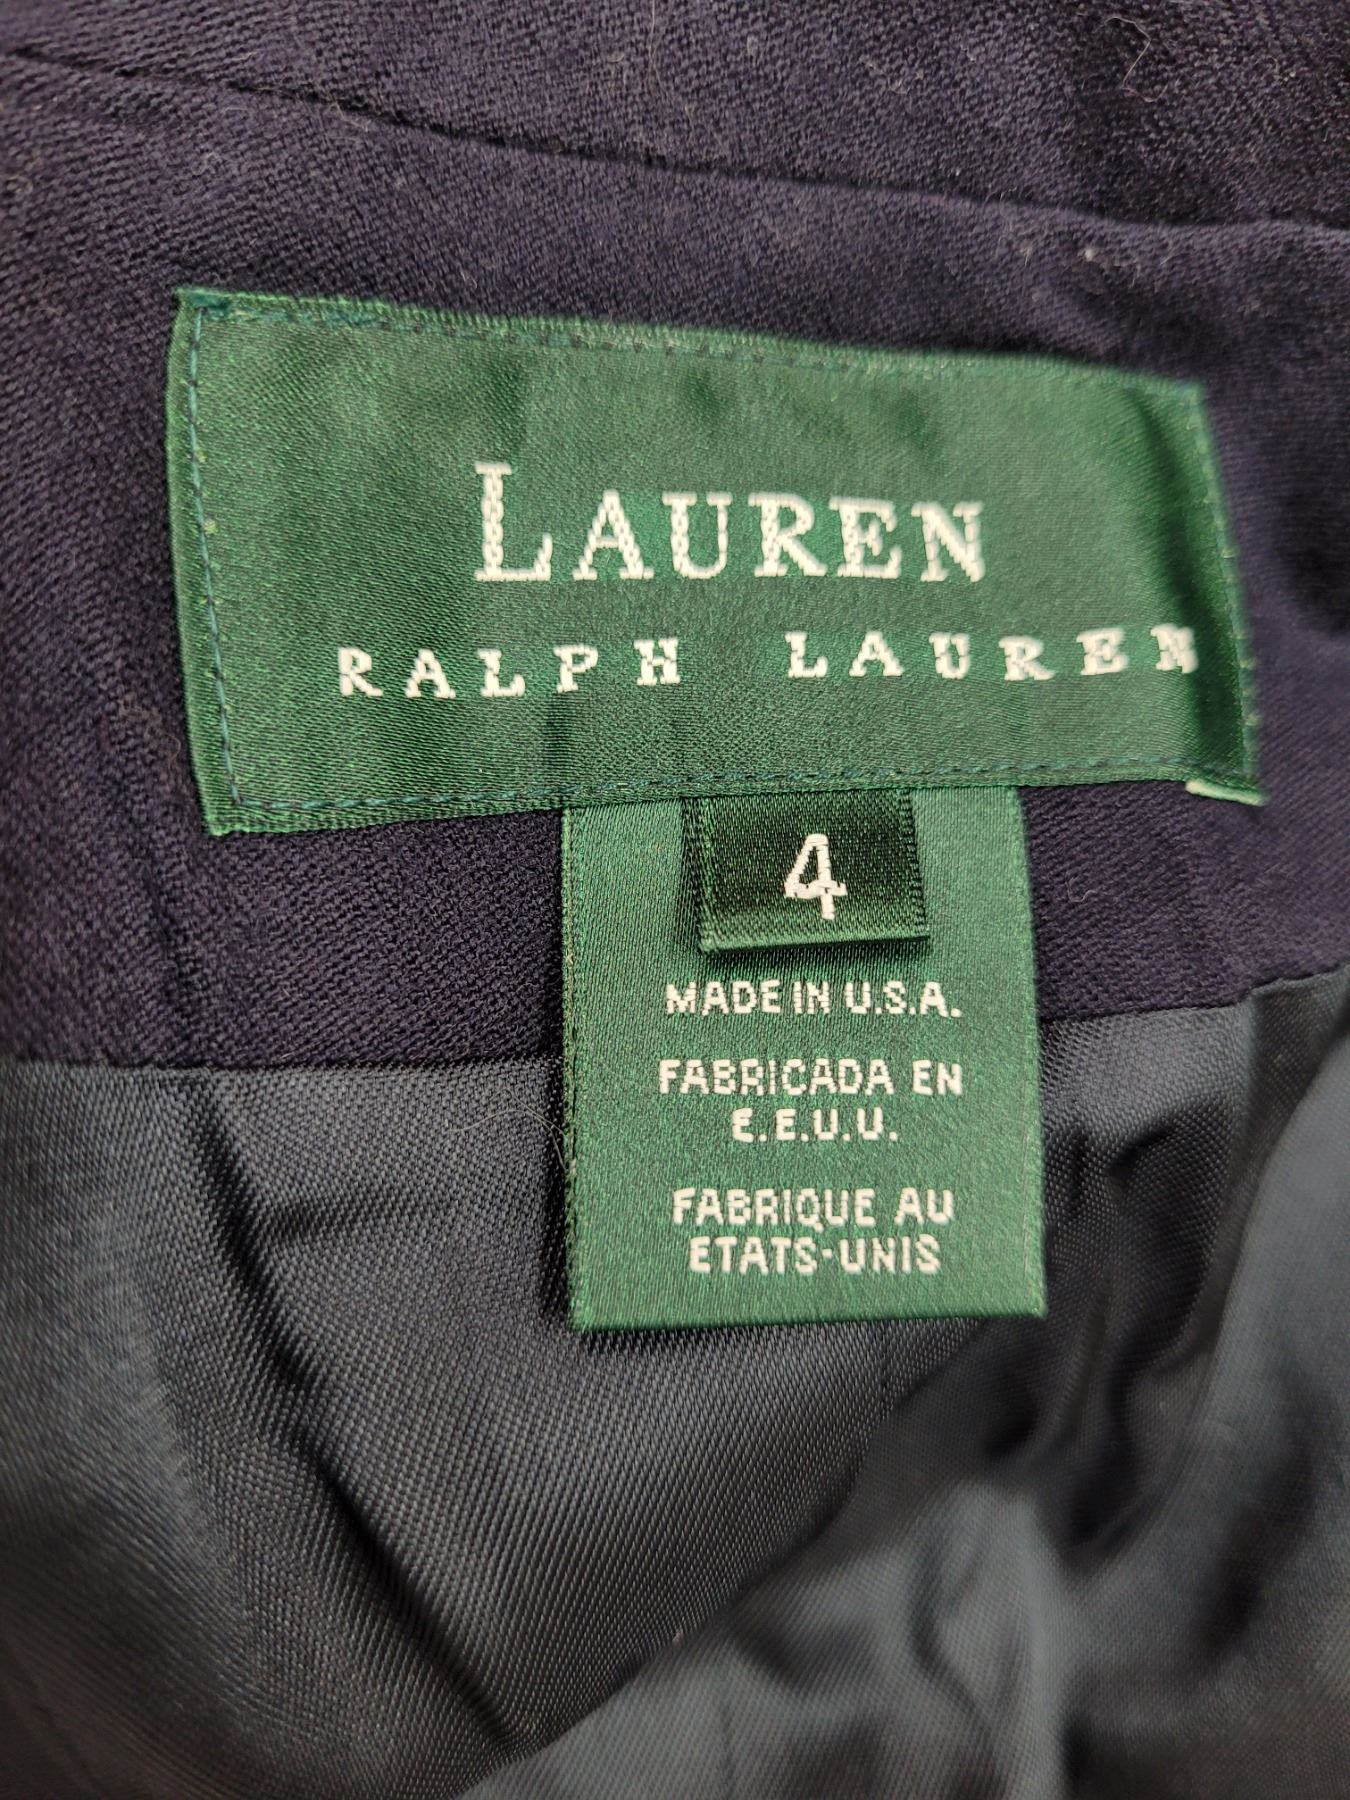 LAUREN
RALPH LAUREN
4
MADE IN U.S.A.
FABRICADA EN
E.E.U.U.
FABRIQUE AU
ETATS-UNIS